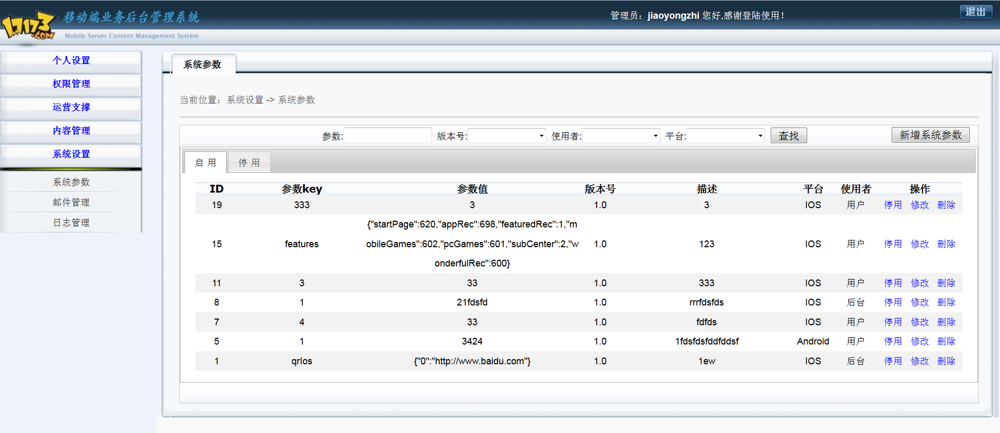 17173.COM
移动端业务后台管理系统
Mobile Server Content Management System
管理员：jiaoyongzhi 您好,感谢登陆使用！
退出
个人设置
权限管理
运营支撑
内容管理
系统设置
系统参数
邮件管理
日志管理
系统参数
当前位置：系统设置 -> 系统参数
参数: 版本号: 使用者: 平台: 查找 新增系统参数
启 用 停 用
ID 参数key 参数值 版本号 描述 平台 使用者 操作
19 333 3 1.0 3 IOS 用户 停用 修改 删除
{"startPage":620,"appRec":698,"featuredRec":1,"m
15 features obileGames":602,"pcGames":601,"subCenter":2,"w 1.0 123 IOS 用户 停用 修改 删除
onderfulRec":600}
11 3 33 1.0 333 IOS 用户 停用 修改 删除
8 1 21fdsfd 1.0 rrrfdsfds IOS 后台 停用 修改 删除
7 4 33 1.0 fdfds IOS 用户 停用 修改 删除
5 1 3424 1.0 1fdsfdsfddfddsf Android 用户 停用 修改 删除
1 qrIos {"0":"http://www.baidu.com"} 1.0 1ew IOS 后台 停用 修改 删除